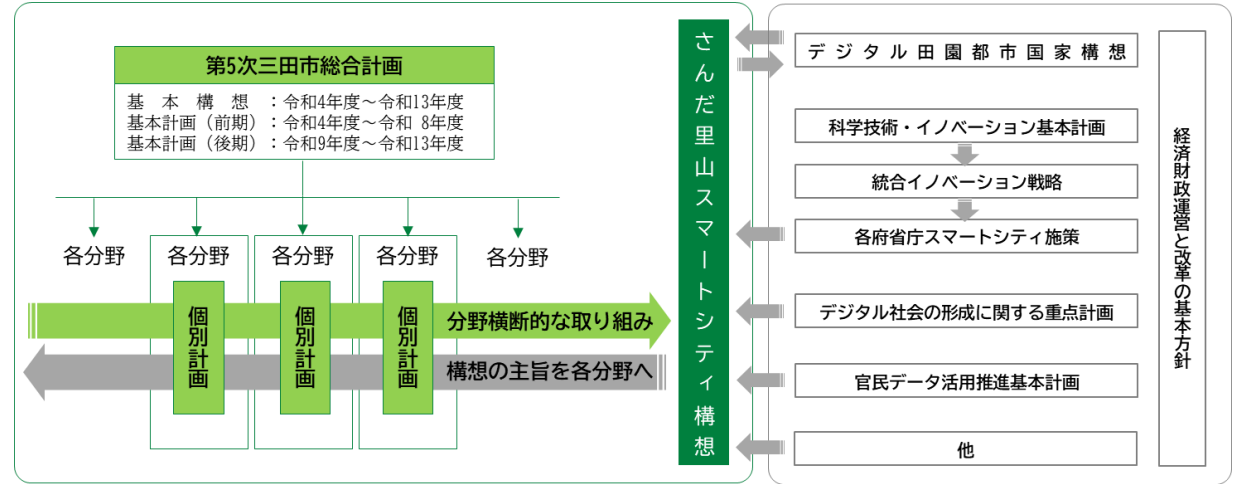 第5次三田市総合計画
基本構想：令和4年度～令和13年度
基本計画（前期）：令和4年度～令和 8年度
基本計画（後期）：令和9年度～令和13年度
各分野
各分野
各分野
各分野
各分野
個別計画
個別計画
個別計画
分野横断的な取り組み
構想の主旨を各分野へ
さんだ里山スマートシティ構想
デジタル田園都市国家構想
科学技術・イノベーション基本計画
統合イノベーション戦略
各府省庁スマートシティ施策
デジタル社会の形成に関する重点計画
官民データ活用推進基本計画
他
経済財政運営と改革の基本方針